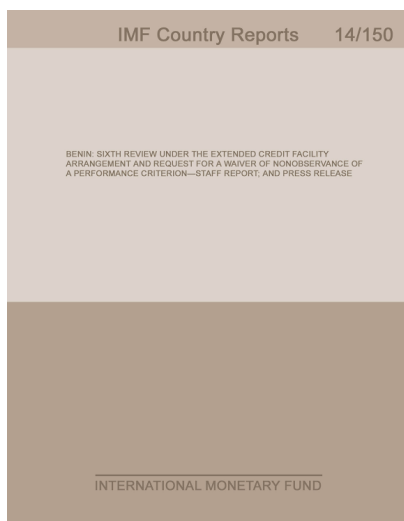 IMF Country Reports 14/150
BENIN: SIXTH REVIEW UNDER THE EXTENDED CREDIT FACILITY
ARRANGEMENT AND REQUEST FOR A WAIVER OF NONOBSERVANCE OF
A PERFORMANCE CRITERION—STAFF REPORT; AND PRESS RELEASE
INTERNATIONAL MONETARY FUND